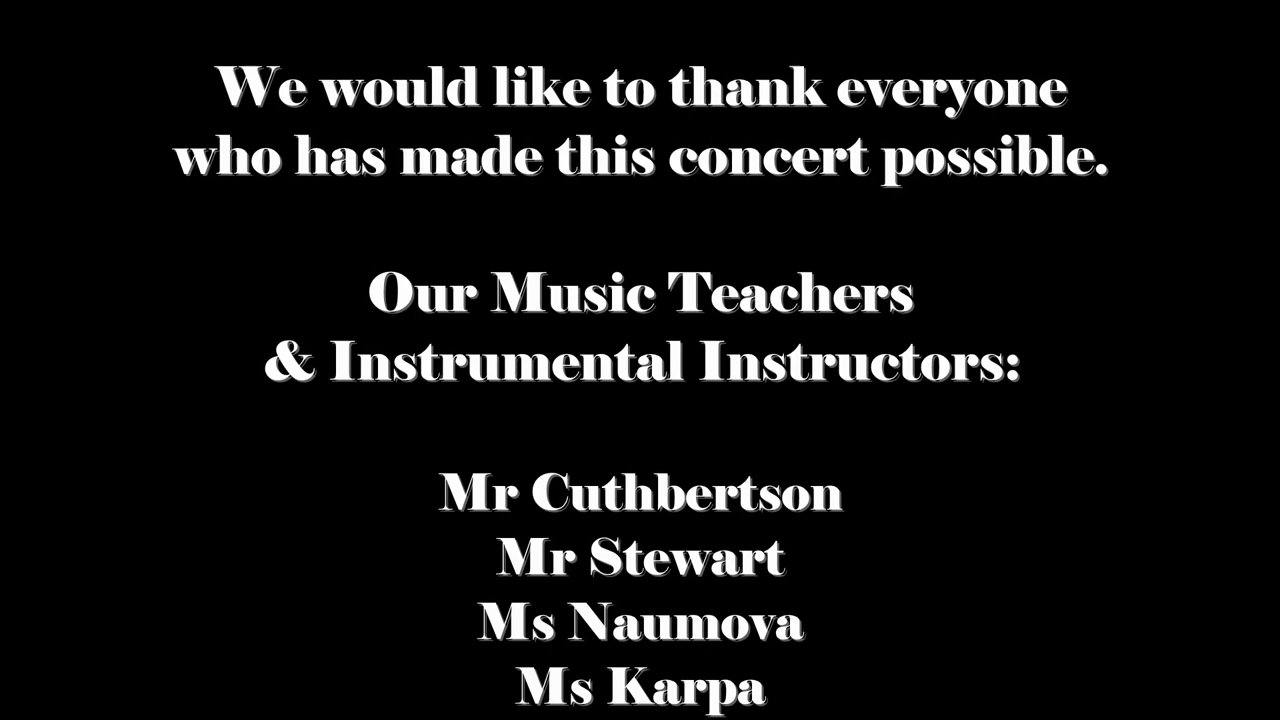 We would like to thank everyone
who has made this concert possible.
Our Music Teachers
& Instrumental Instructors:
Mr Cuthbertson
Mr Stewart
Ms Naumova
Ms Karpa